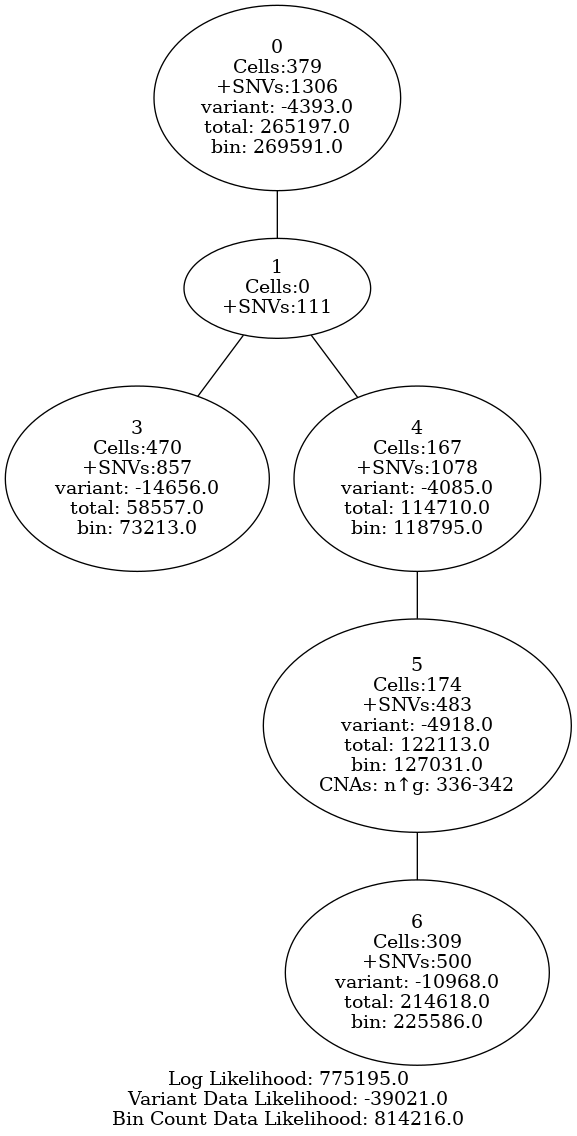 0
Cells:379
+SNVs:1306
variant: -4393.0
total: 265197.0
bin: 269591.0
1
Cells:0
+SNVs:111
3
Cells:470
+SNVs:857
variant: -14656.0
total: 58557.0
bin: 73213.0
4
Cells:167
+SNVs:1078
variant: -4085.0
total: 114710.0
bin: 118795.0
5
Cells:174
+SNVs:483
variant: -4918.0
total: 122113.0
bin: 127031.0
CNAs: n↑g: 336-342
6
Cells:309
+SNVs:500
variant: -10968.0
total: 214618.0
bin: 225586.0
Log Likelihood: 775195.0
Variant Data Likelihood: -39021.0
Bin Count Data Likelihood: 814216.0